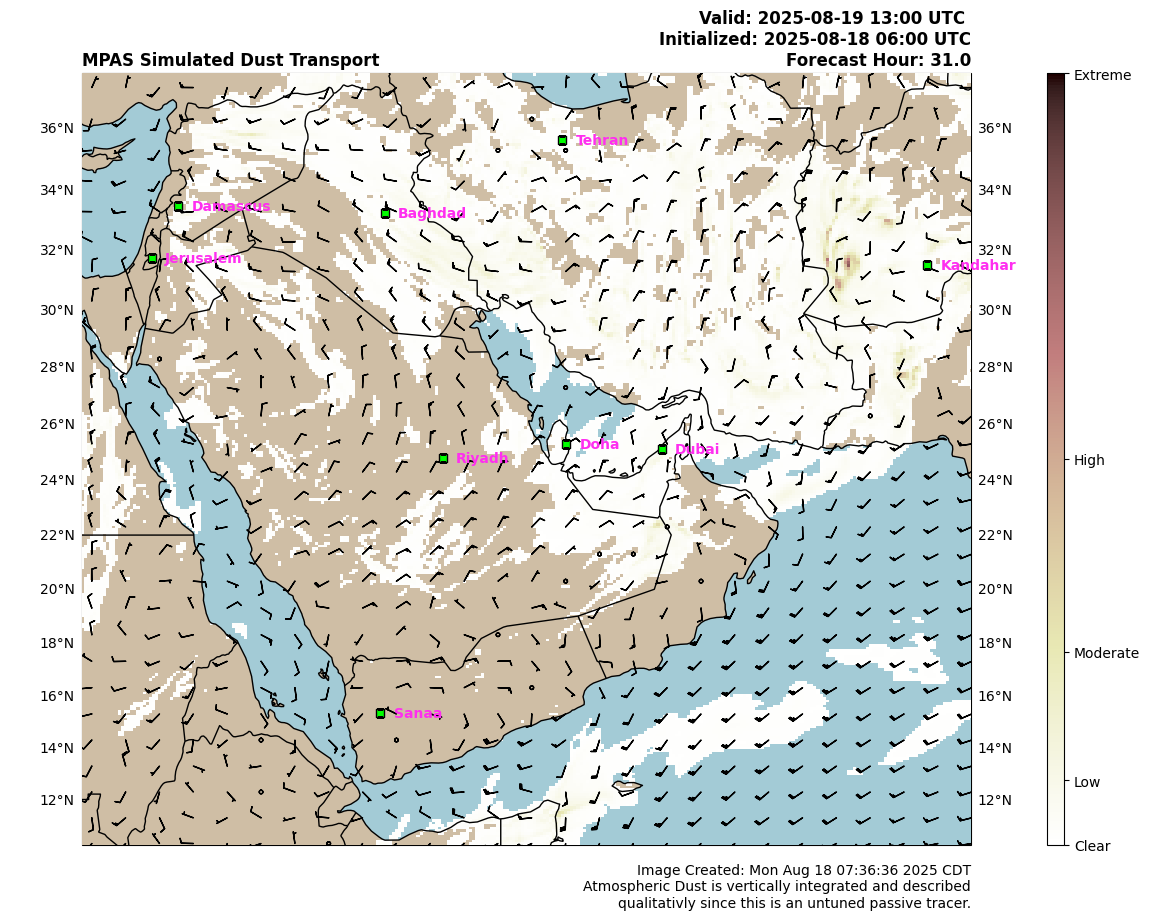 Valid: 2025-08-19 13:00 UTC
Initialized: 2025-08-18 06:00 UTC
MPAS Simulated Dust Transport
Forecast Hour: 31.0
Extreme
36°N
36°N
Tehran
34°N
34°N
Damascus
Baghdad
32°N
32°N
Jerusalem
Kandahar
30°N
30°N
28°N
28°N
26°N
26°N
Doha
Dubai
Riyadh
High
24°N
24°N
22°N
22°N
20°N
20°N
18°N
18°N
Moderate
16°N
16°N
Sanaa
14°N
14°N
Low
12°N
12°N
Clear
Image Created: Mon Aug 18 07:36:36 2025 CDT
Atmospheric Dust is vertically integrated and described
qualitativly since this is an untuned passive tracer.